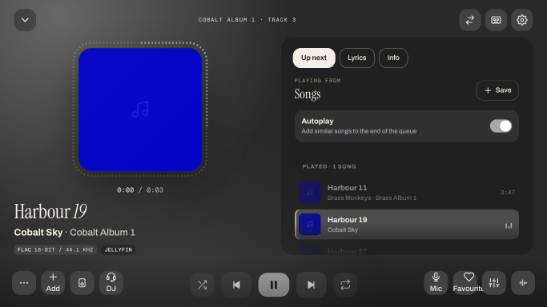 COBALT ALBUM 1 · TRACK 3
0:00 / 0:03
Harbour 19
Cobalt Sky · Cobalt Album 1
FLAC 16-BIT / 44.1 KHZ JELLYFIN
Up next Lyrics Info
PLAYING FROM
Songs
+ Save
Autoplay
Add similar songs to the end of the queue
PLAYED · 1 SONG
Harbour 11
Brass Monkeys · Brass Album 1
3:47
Harbour 19
Cobalt Sky
Add
DJ
Mic
Favourite